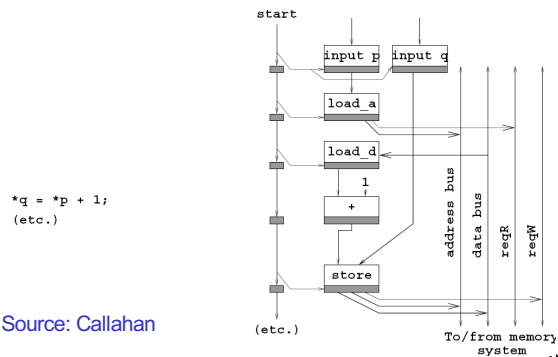 start
input p
input q
load_a
load_d
1
+
store
address bus
data bus
reqR
reqW
*q = *p + 1;
(etc.)
Source: Callahan
(etc.)
To/from memory
system